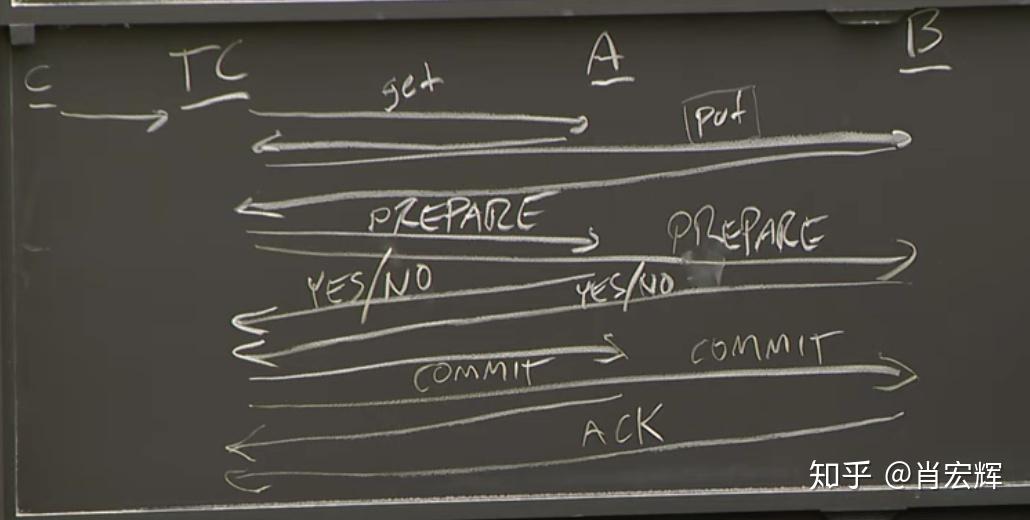 C TC A B
get
put
PREPARE PREPARE
YES/NO YES/NO
COMMIT COMMIT
ACK
知乎 @肖宏辉